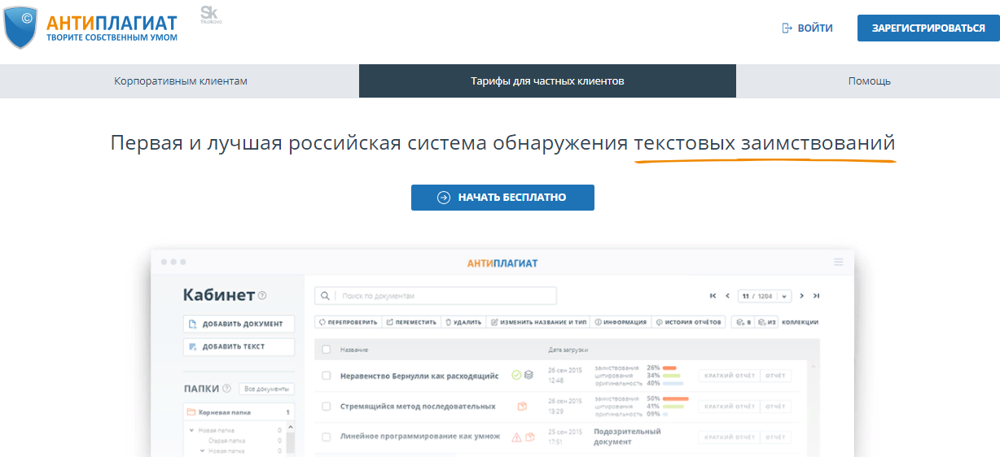 ©
АНТИПЛАГИАТ
ТВОРИТЕ СОБСТВЕННЫМ УМОМ
Sk
Skolkovo
ВОЙТИ
ЗАРЕГИСТРИРОВАТЬСЯ
Корпоративным клиентам
Тарифы для частных клиентов
Помощь
Первая и лучшая российская система обнаружения текстовых заимствований
НАЧАТЬ БЕСПЛАТНО
АНТИПЛАГИАТ
Кабинет ?
ДОБАВИТЬ ДОКУМЕНТ
ДОБАВИТЬ ТЕКСТ
ПАПКИ ? Все документы
Корневая папка 1
Новая папка 0
Старая папка 0
Новая папка 0
Поиск по документам
11 / 1204
ПЕРЕПРОВЕРИТЬ ПЕРЕМЕСТИТЬ УДАЛИТЬ ИЗМЕНИТЬ НАЗВАНИЕ И ТИП ИНФОРМАЦИЯ ИСТОРИЯ ОТЧЁТОВ В ИЗ КОЛЛЕКЦИИ
Название Дата загрузки
Неравенство Бернулли как расходящийс
26 сен 2015
12:48
заимствования 26%
цитирования 34%
оригинальность 40%
КРАТКИЙ ОТЧЁТ ОТЧЁТ
Стремящийся метод последовательных
26 сен 2015
13:29
заимствования 50%
цитирования 41%
оригинальность 09%
КРАТКИЙ ОТЧЁТ ОТЧЁТ
Линейное программирование как умнож
25 сен 2015
17:51
Подозрительный
документ
КРАТКИЙ ОТЧЁТ ОТЧЁТ